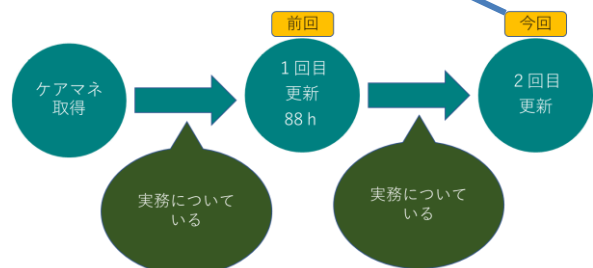 前回
今回
ケアマネ
取得
1回目
更新
88 h
2回目
更新
実務について
いる
実務について
いる